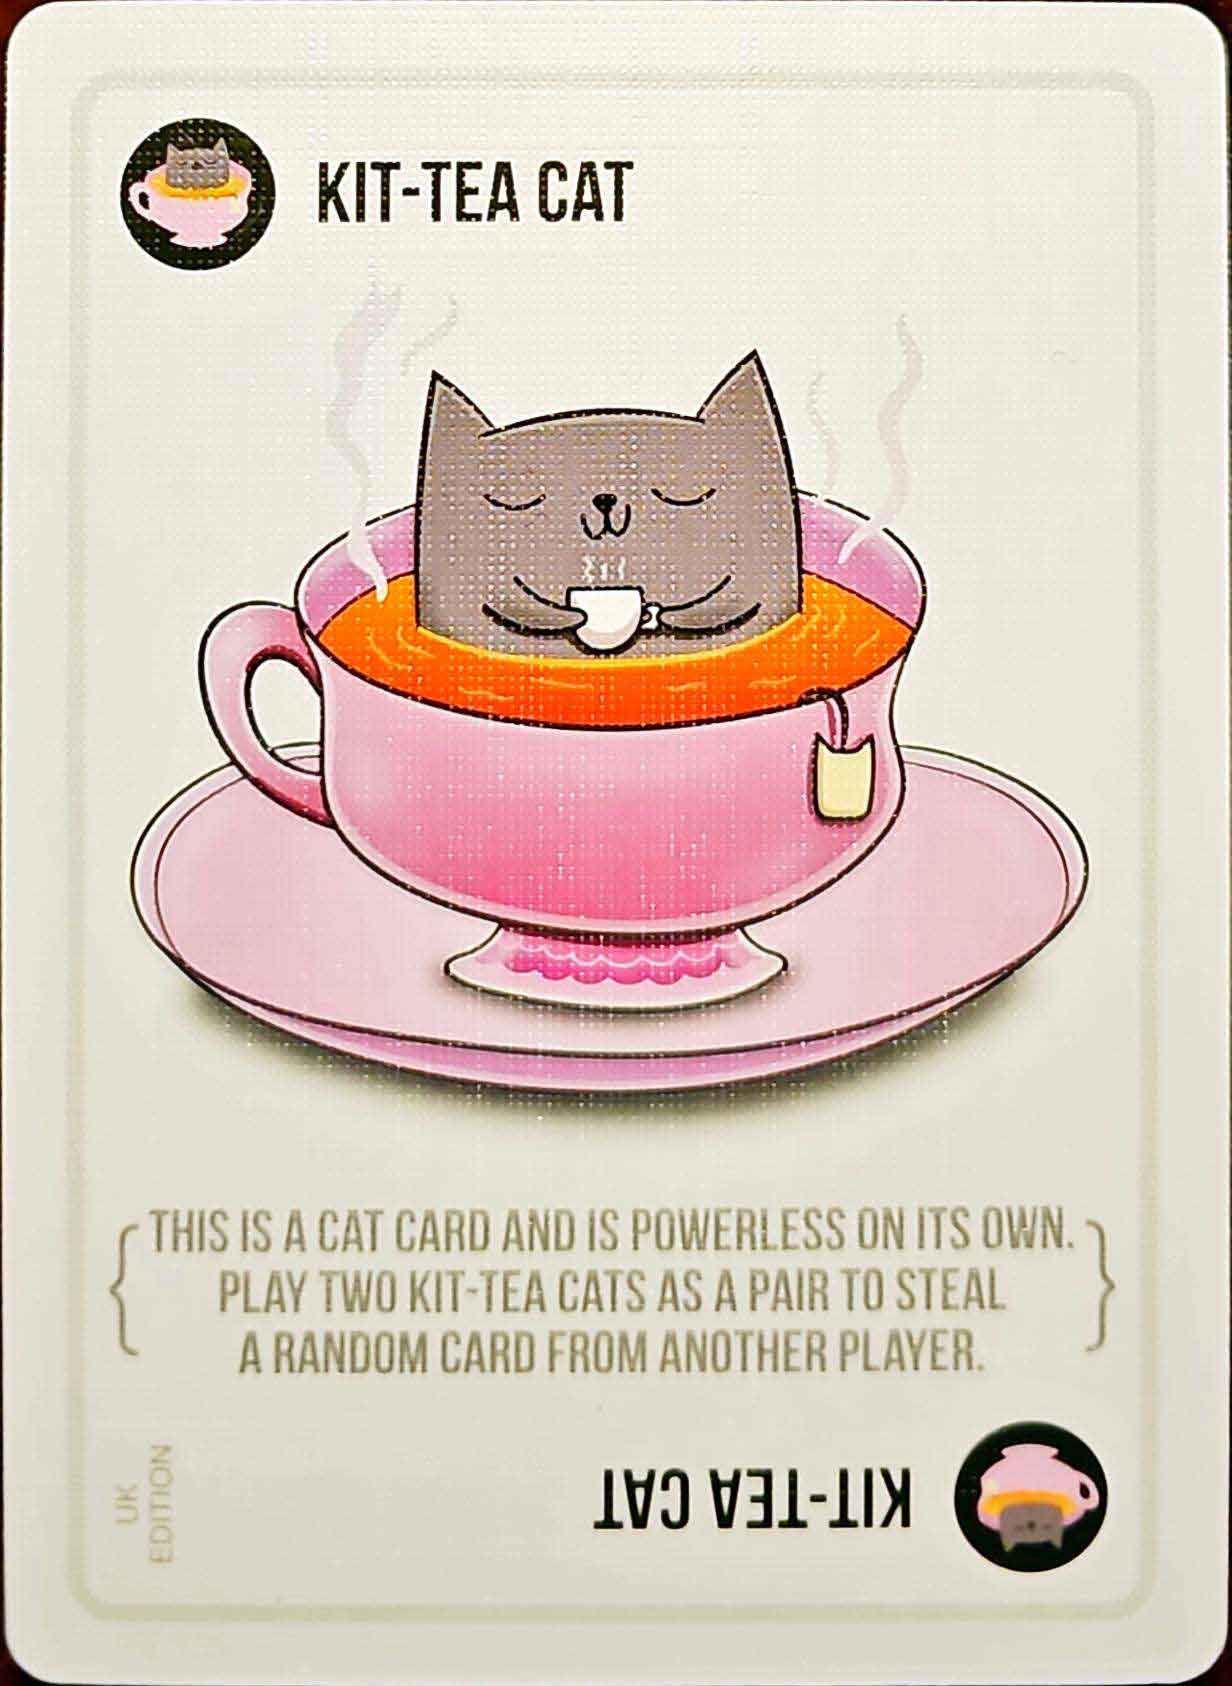 KIT-TEA CAT
THIS IS A CAT CARD AND IS POWERLESS ON ITS OWN.
PLAY TWO KIT-TEA CATS AS A PAIR TO STEAL
A RANDOM CARD FROM ANOTHER PLAYER.
UK
EDITION
KIT-TEA CAT